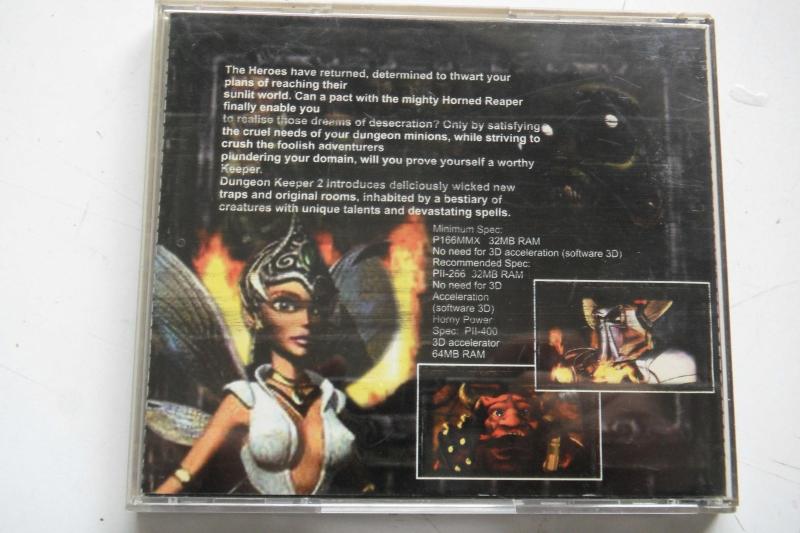 The Heroes have returned, determined to thwart your
plans of reaching their
sunlit world. Can a pact with the mighty Horned Reaper
finally enable you
to realise those dreams of desecration? Only by satisfying
the cruel needs of your dungeon minions, while striving to
crush the foolish adventurers
plundering your domain, will you prove yourself a worthy
Keeper.
Dungeon Keeper 2 introduces deliciously wicked new
traps and original rooms, inhabited by a bestiary of
creatures with unique talents and devastating spells.
Minimum Spec:
P166MMX 32MB RAM
No need for 3D acceleration (software 3D)
Recommended Spec:
PII-266 32MB RAM
No need for 3D
Acceleration
(software 3D)
Horny Power
Spec: PII-400
3D accelerator
64MB RAM